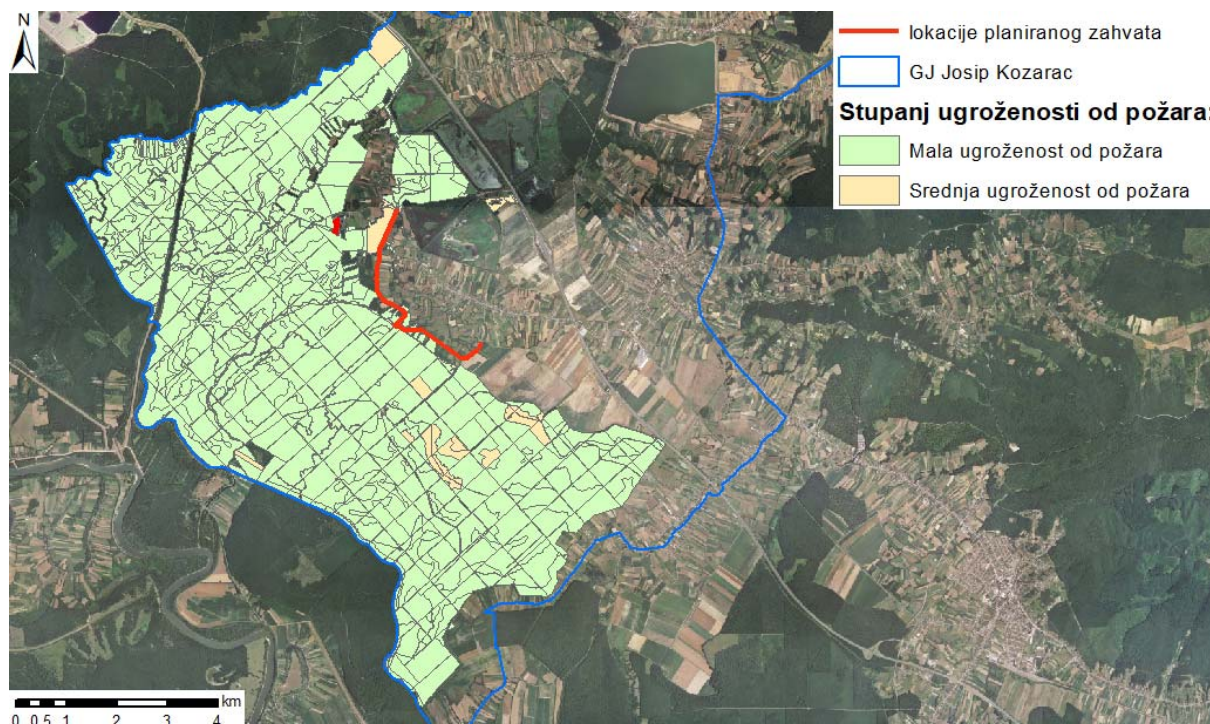 N
lokacije planiranog zahvata
GJ Josip Kozarac
Stupanj ugroženosti od požara:
Mala ugroženost od požara
Srednja ugroženost od požara
km
0 0,5 1 2 3 4